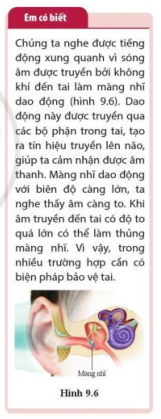 Em có biết
Chúng ta nghe được tiếng
động xung quanh vì sóng
âm được truyền bởi không
khí đến tai làm màng nhĩ
dao động (hình 9.6). Dao
động này được truyền qua
các bộ phận trong tai, tạo
ra tín hiệu truyền lên não,
giúp ta cảm nhận được âm
thanh. Màng nhĩ dao động
với biên độ càng lớn, ta
nghe thấy âm càng to. Khi
âm truyền đến tai có độ to
quá lớn có thể làm thủng
màng nhĩ. Vì vậy, trong
nhiều trường hợp cần có
biện pháp bảo vệ tai.
Màng nhĩ
Hình 9.6